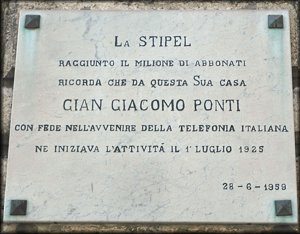 LA STIPEL
RAGGIUNTO IL MILIONE DI ABBONATI
RICORDA CHE DA QUESTA SUA CASA
GIAN GIACOMO PONTI
CON FEDE NELL'AVVENIRE DELLA TELEFONIA ITALIANA
NE INIZIAVA L'ATTIVITÁ IL 1° LUGLIO 1925
28-6-1959